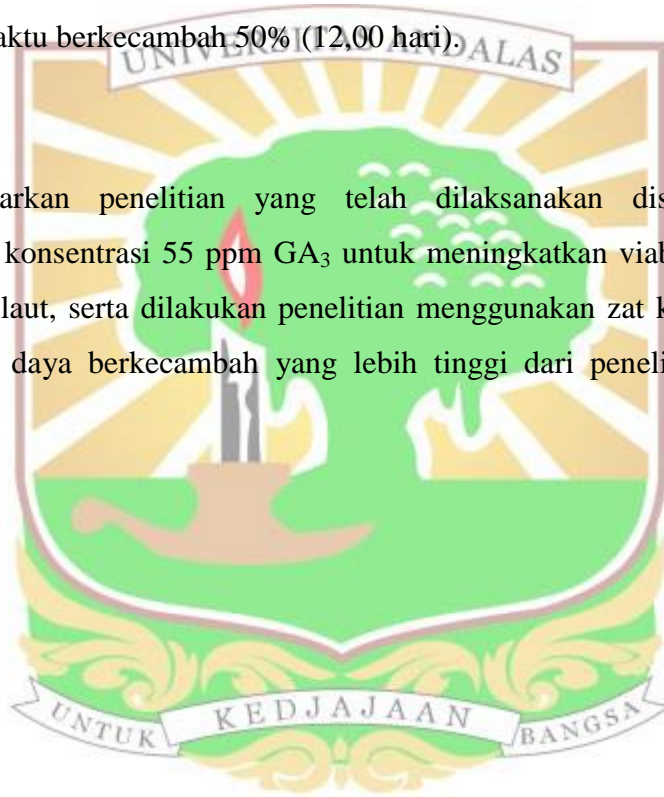 aktu berkecambah 50% (12,00 hari).
UNIVERSITAS ANDALAS
arkan penelitian yang telah dilaksanakan dis
konsentrasi 55 ppm GA₃ untuk meningkatkan viab
laut, serta dilakukan penelitian menggunakan zat k
daya berkecambah yang lebih tinggi dari peneli
UNTUK KEDJAJAAN BANGSA